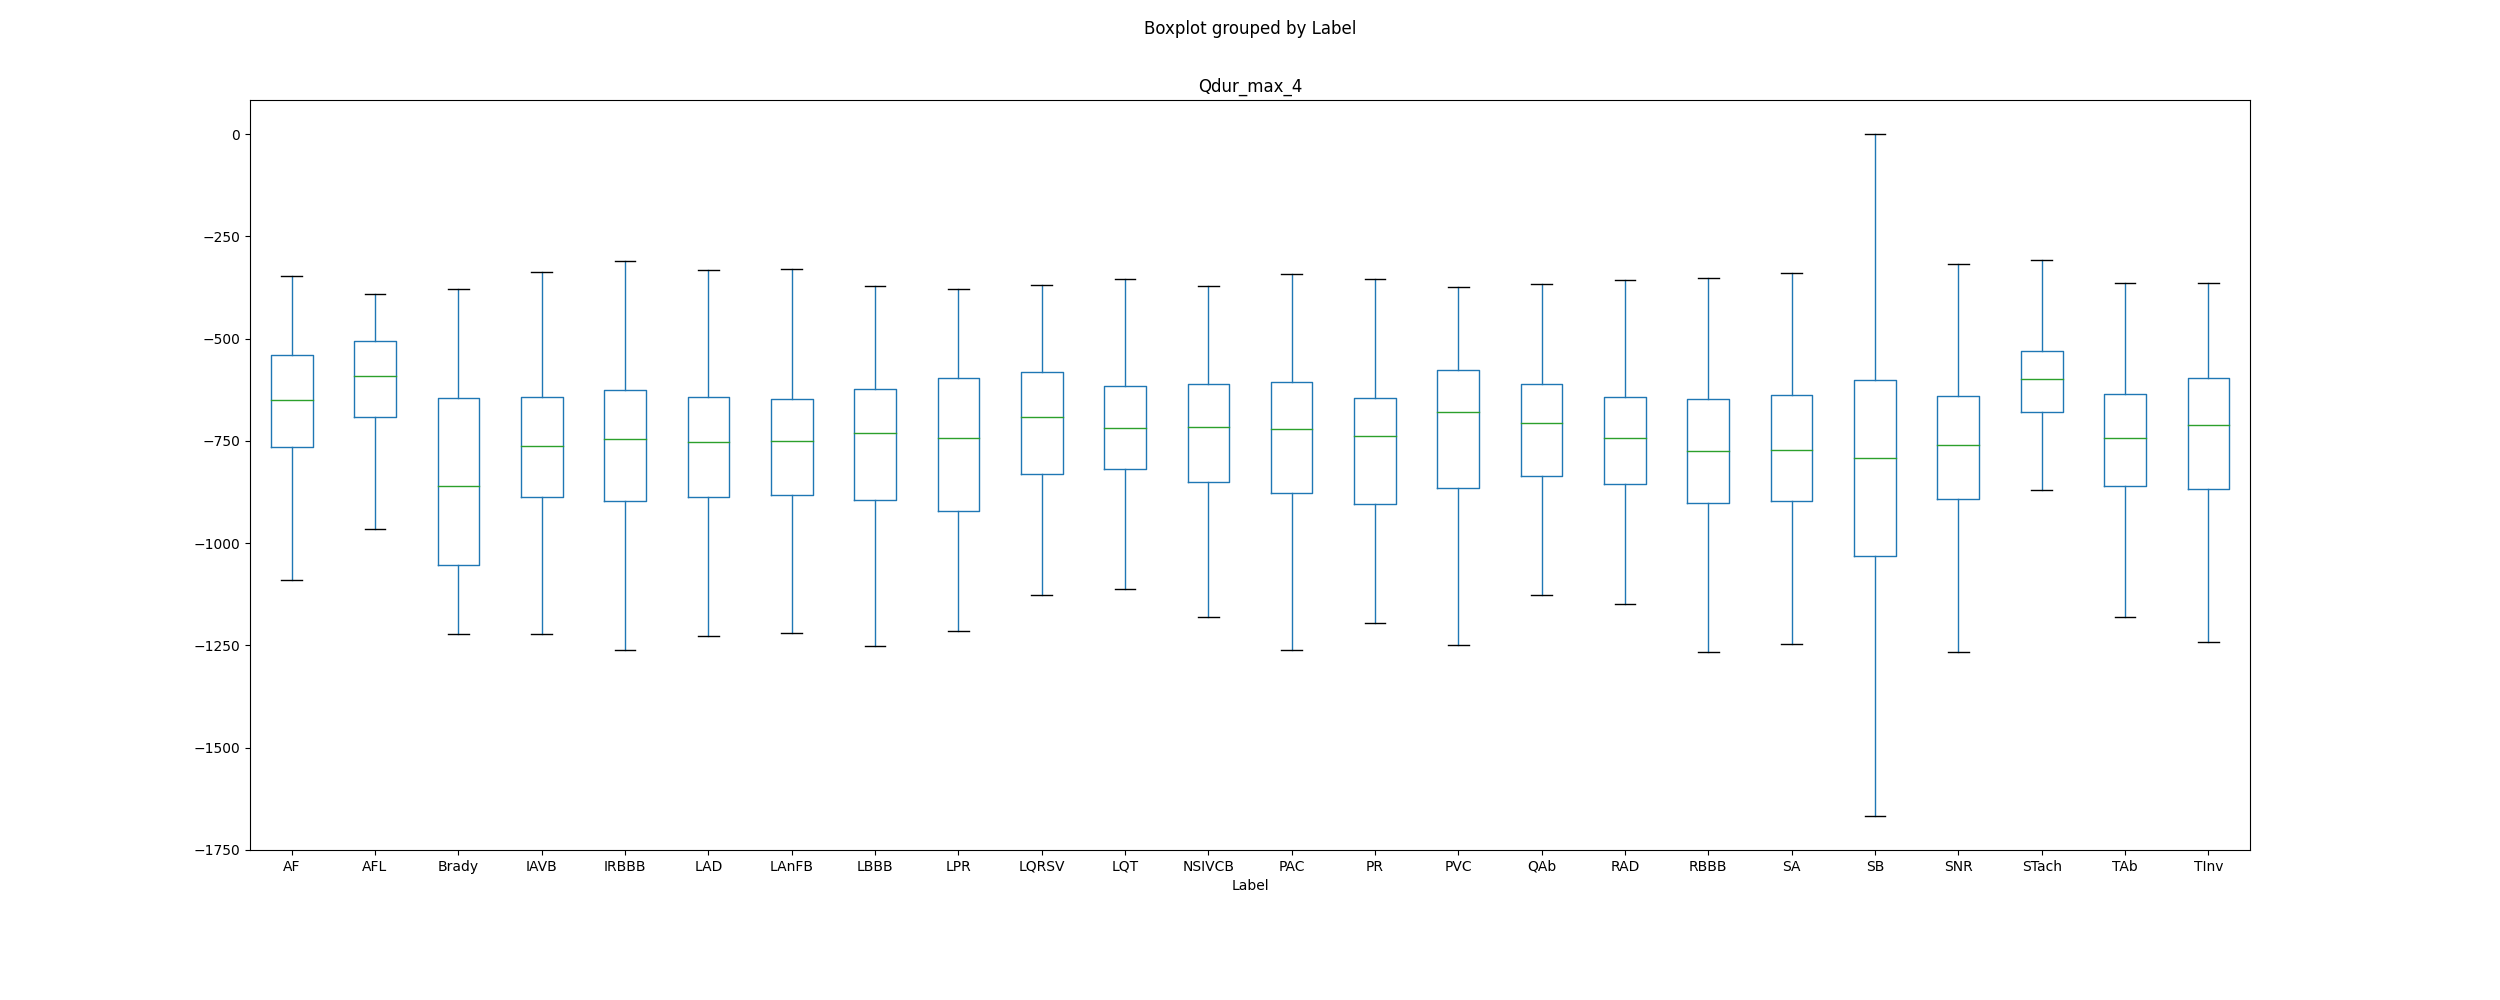 Boxplot grouped by Label
Qdur_max_4
0
−250
−500
−750
−1000
−1250
−1500
−1750
AF AFL Brady IAVB IRBBB LAD LAnFB LBBB LPR LQRSV LQT NSIVCB PAC PR PVC QAb RAD RBBB SA SB SNR STach TAb TInv
Label